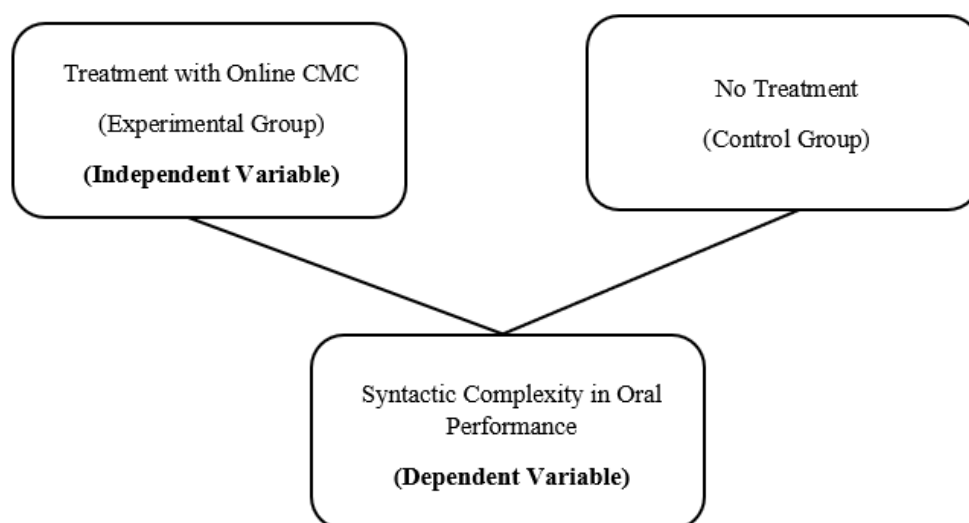 Treatment with Online CMC
(Experimental Group)
(Independent Variable)
No Treatment
(Control Group)
Syntactic Complexity in Oral
Performance
(Dependent Variable)